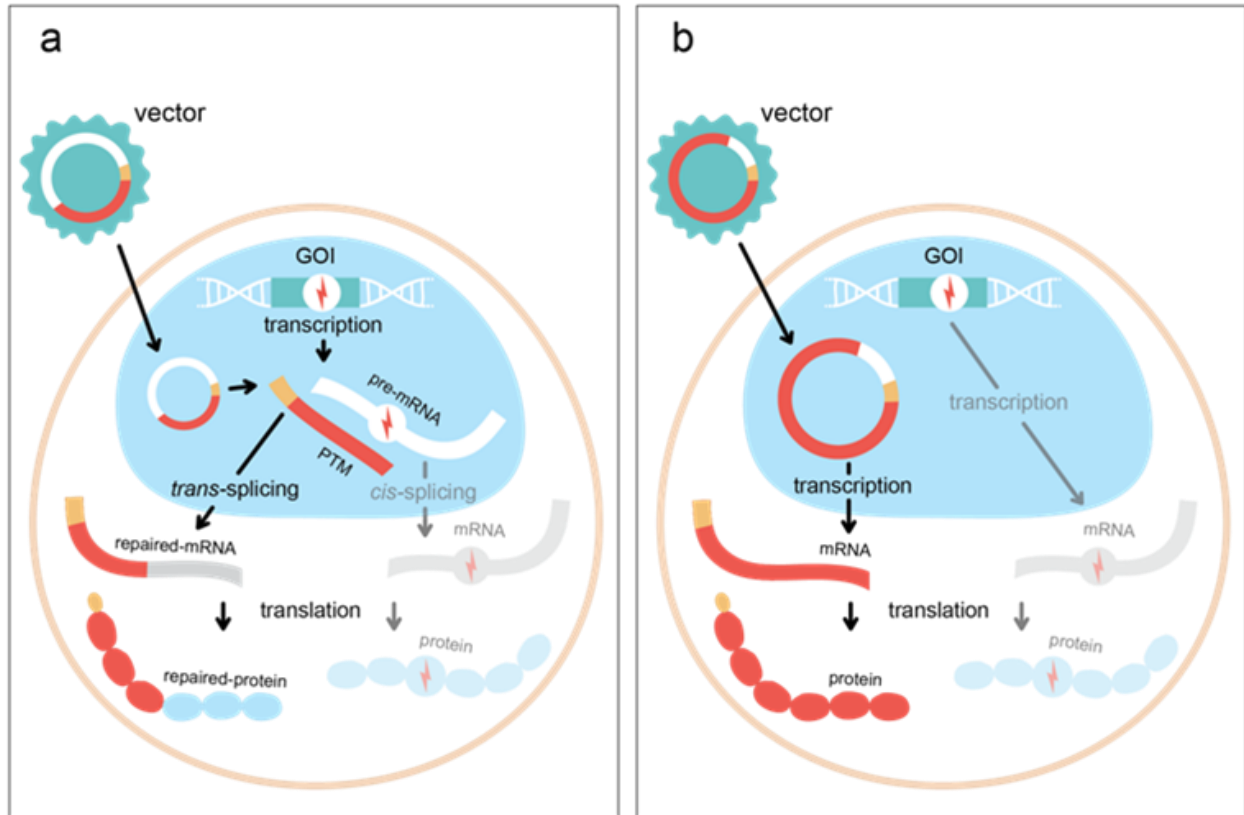 a
vector
GOI
transcription
pre-mRNA
PTM
trans-splicing
cis-splicing
mRNA
repaired-mRNA
translation
protein
repaired-protein
b
vector
GOI
transcription
transcription
mRNA
mRNA
translation
protein
protein